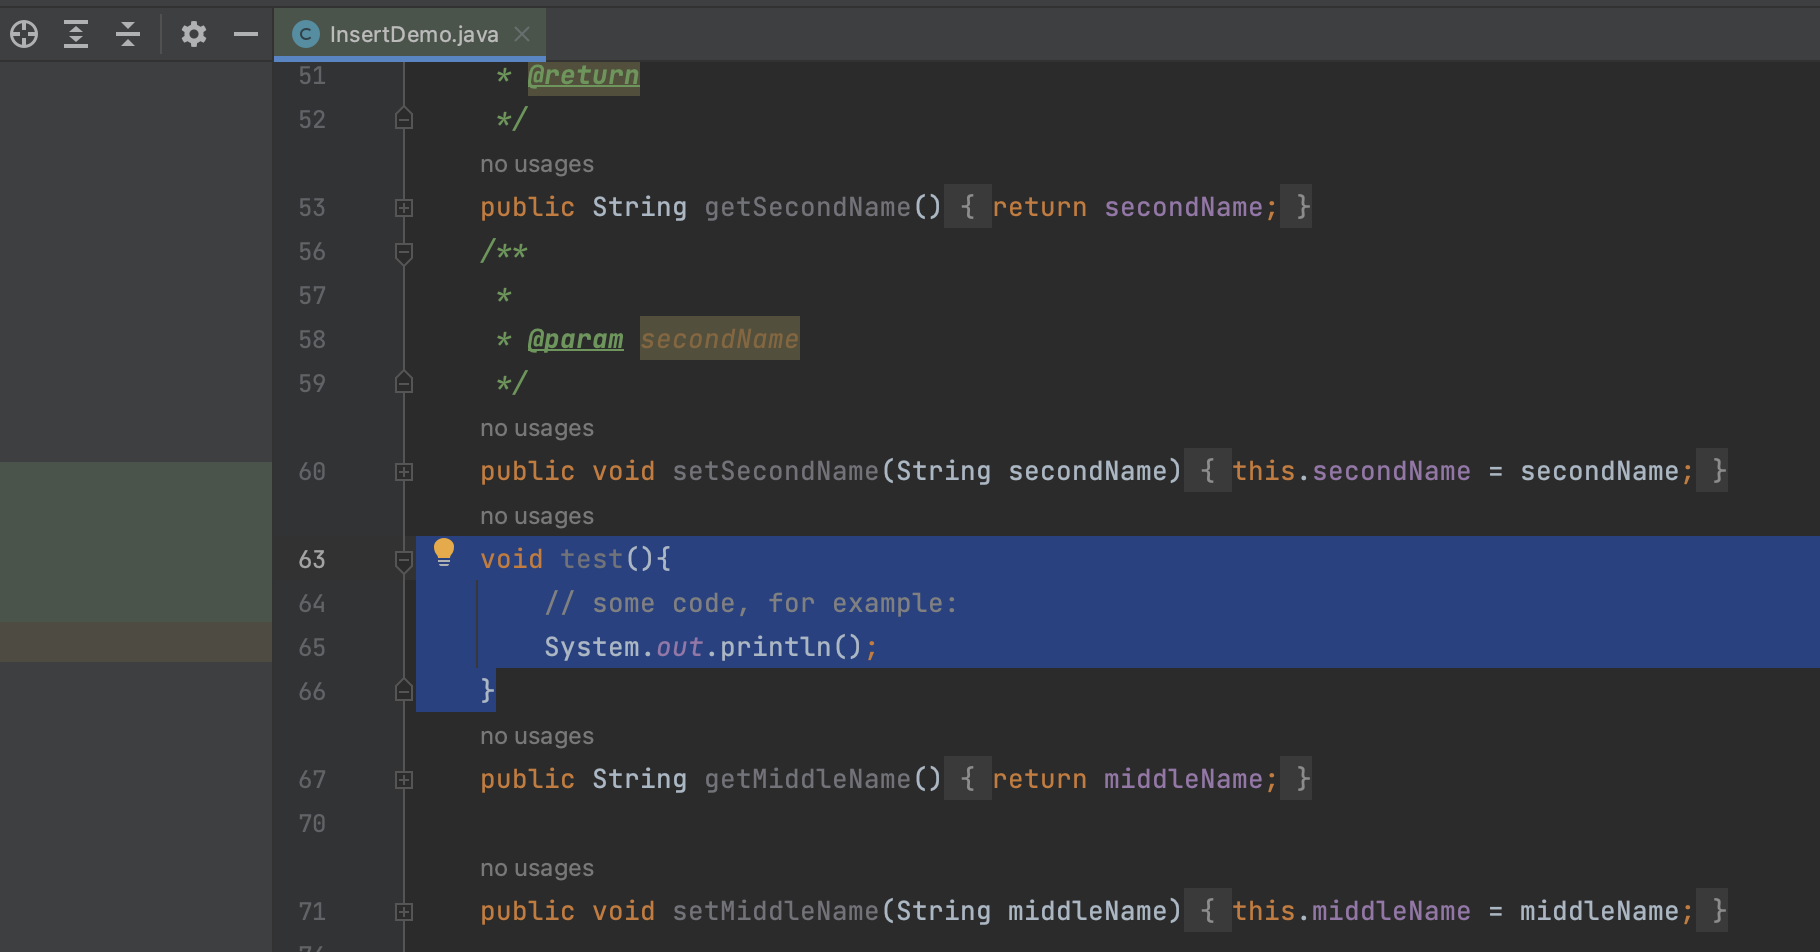 InsertDemo.java
51 * @return
52 */
no usages
53 public String getSecondName() { return secondName; }
56 /**
57 *
58 * @param secondName
59 */
no usages
60 public void setSecondName(String secondName) { this.secondName = secondName; }
no usages
63 void test(){
64 // some code, for example:
65 System.out.println();
66 }
no usages
67 public String getMiddleName() { return middleName; }
70
no usages
71 public void setMiddleName(String middleName) { this.middleName = middleName; }